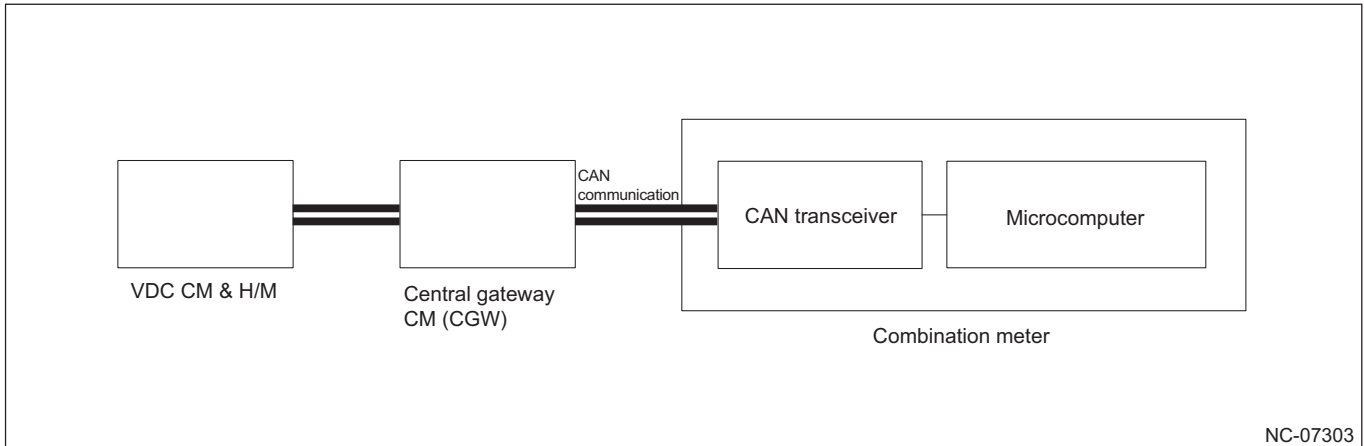 CAN
communication
CAN transceiver
Microcomputer
VDC CM & H/M
Central gateway
CM (CGW)
Combination meter
NC-07303